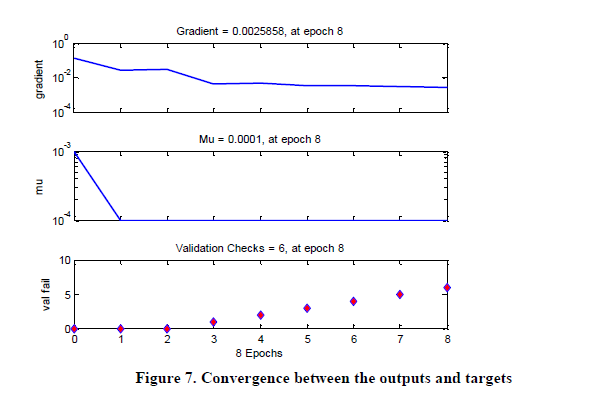 Gradient = 0.0025858, at epoch 8
10^0
10^-2
10^-4
gradient
Mu = 0.0001, at epoch 8
10^-3
10^-4
mu
Validation Checks = 6, at epoch 8
10
5
0
val fail
0 1 2 3 4 5 6 7 8
8 Epochs
Figure 7. Convergence between the outputs and targets